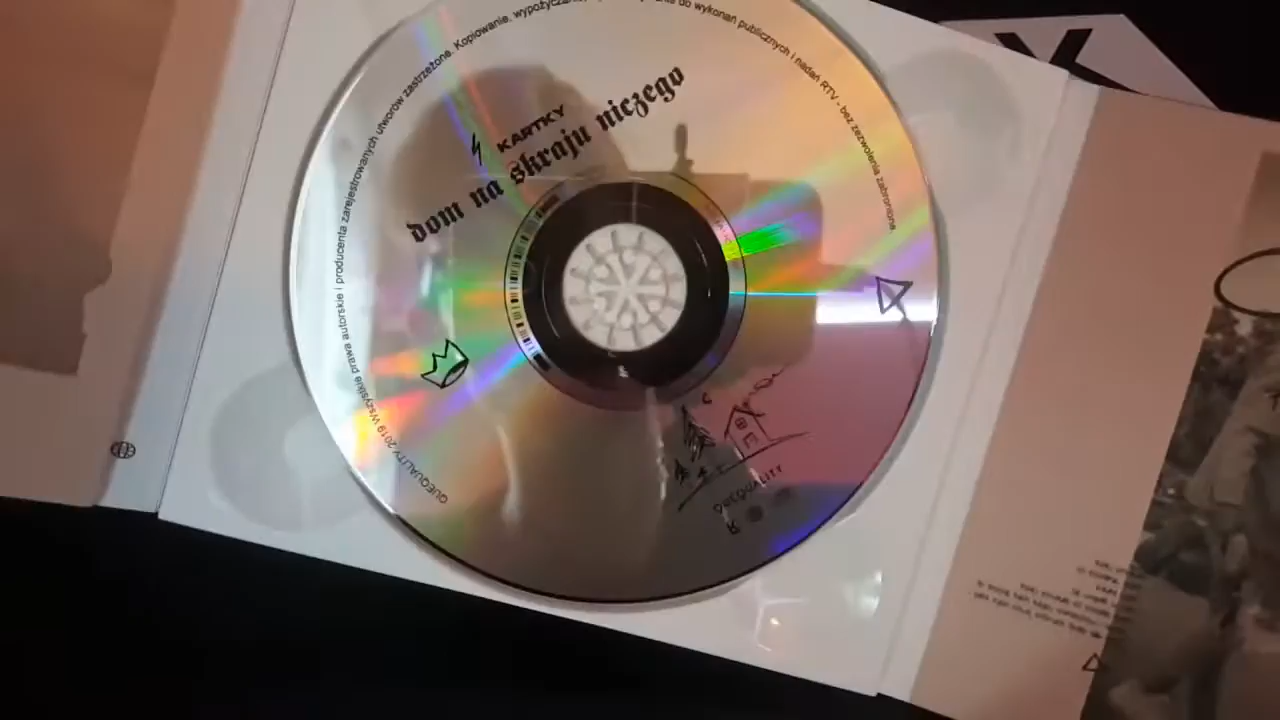 KARTKY
dom na skraju niczego
QUEQUALITY 2019 Wszystkie prawa autorskie i producenta zarejestrowanych utworów zastrzeżone. Kopiowanie, wypożyczanie, do wykonań publicznych i nadań RTV - bez zezwolenia zabronione
QUEQUALITY
K